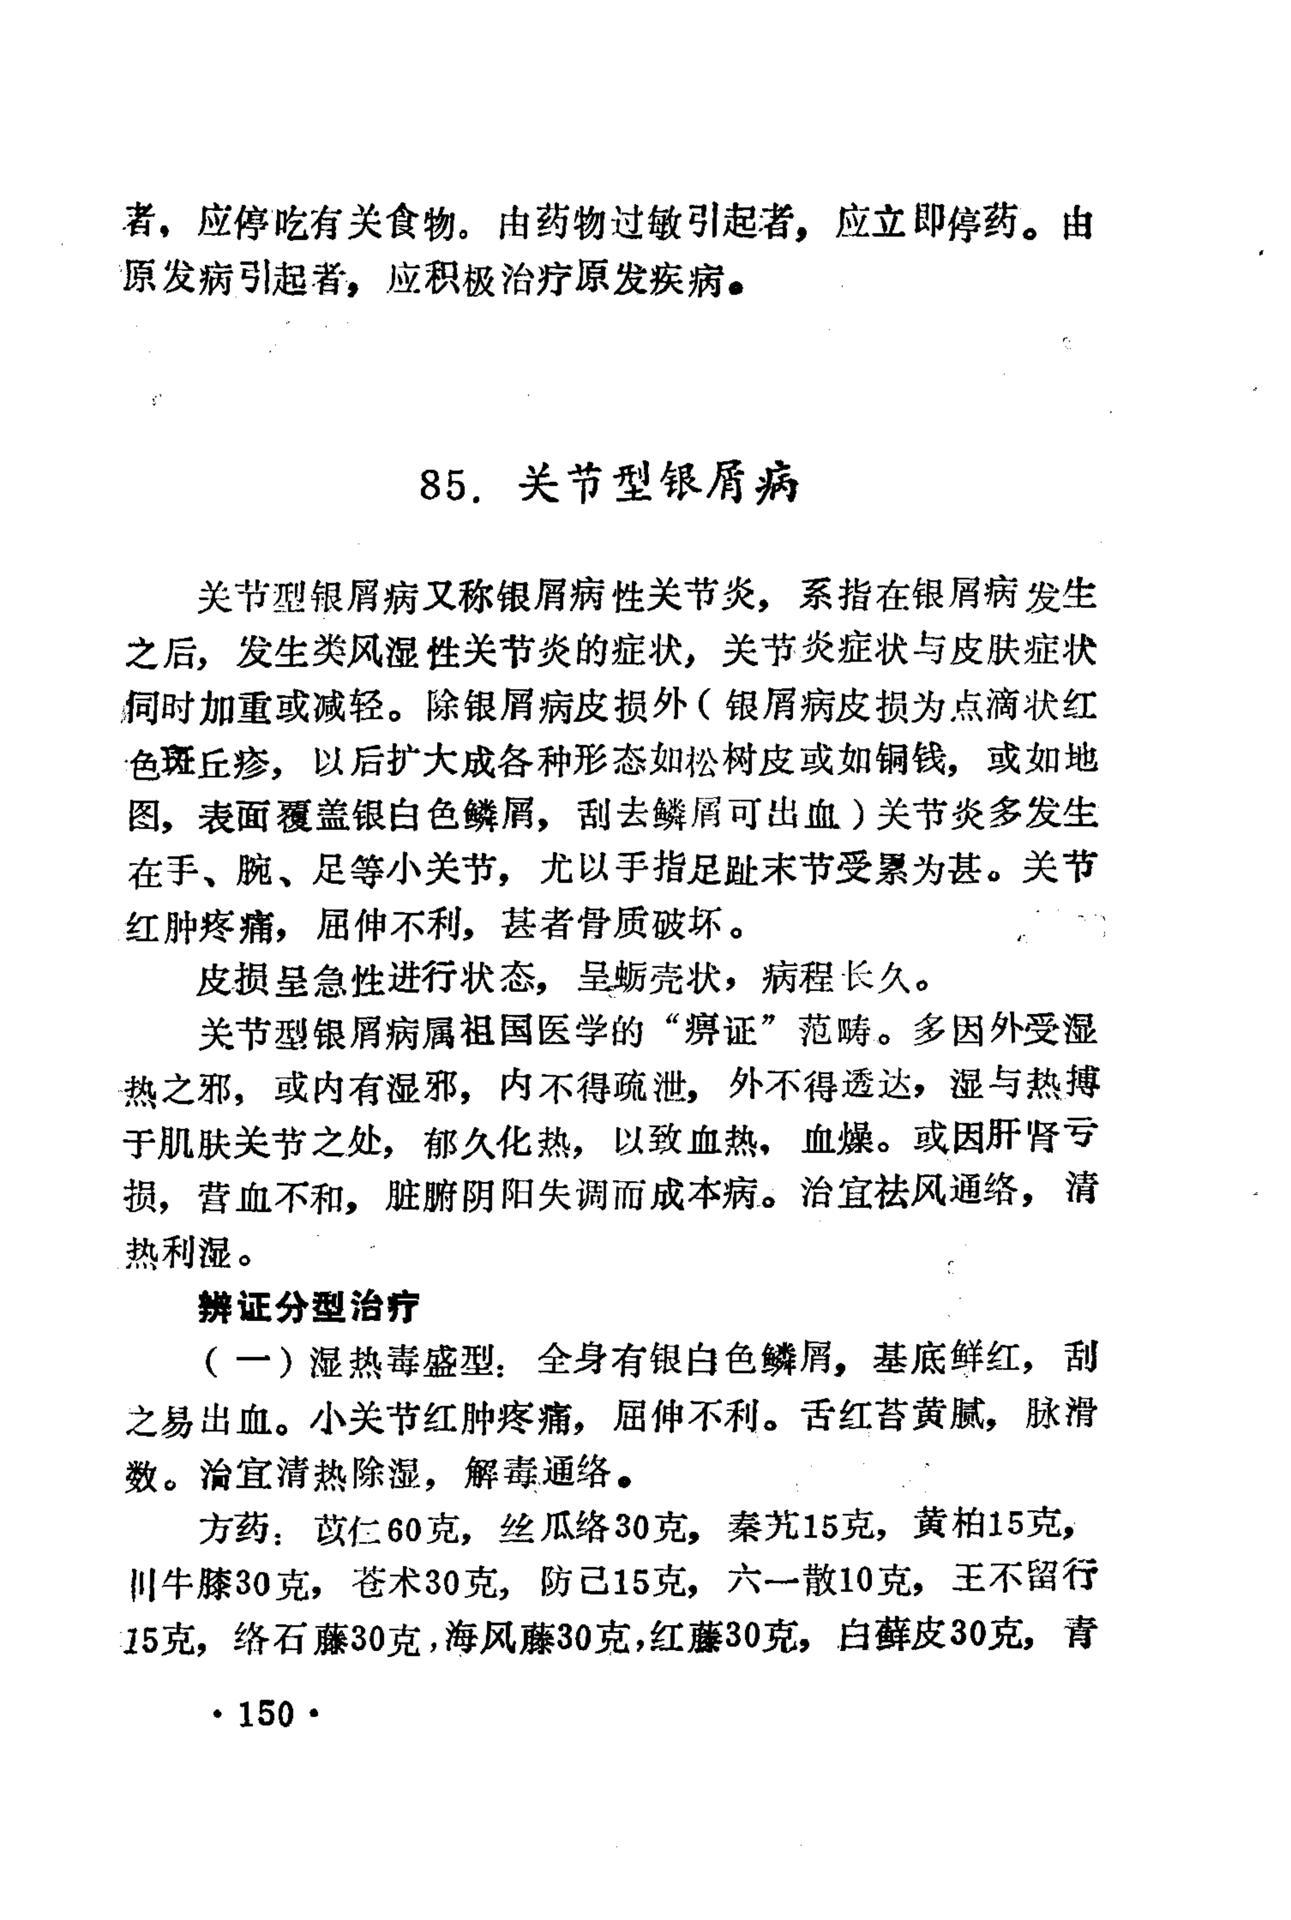 者，应停吃有关食物。由药物过敏引起者，应立即停药。由
原发病引起者，应积极治疗原发疾病。
85. 关节型银屑病
关节型银屑病又称银屑病性关节炎，系指在银屑病发生
之后，发生类风湿性关节炎的症状，关节炎症状与皮肤症状
同时加重或减轻。除银屑病皮损外（银屑病皮损为点滴状红
色斑丘疹，以后扩大成各种形态如松树皮或如铜钱，或如地
图，表面覆盖银白色鳞屑，刮去鳞屑可出血）关节炎多发生
在手、腕、足等小关节，尤以手指足趾末节受累为甚。关节
红肿疼痛，屈伸不利，甚者骨质破坏。
皮损呈急性进行状态，呈蛎壳状，病程长久。
关节型银屑病属祖国医学的“痹证”范畴。多因外受湿
热之邪，或内有湿邪，内不得疏泄，外不得透达，湿与热搏
于肌肤关节之处，郁久化热，以致血热，血燥。或因肝肾亏
损，营血不和，脏腑阴阳失调而成本病。治宜祛风通络，清
热利湿。
辨证分型治疗
（一）湿热毒盛型：全身有银白色鳞屑，基底鲜红，刮
之易出血。小关节红肿疼痛，屈伸不利。舌红苔黄腻，脉滑
数。治宜清热除湿，解毒通络。
方药：苡仁60克，丝瓜络30克，秦艽15克，黄柏15克，
川牛膝30克，苍术30克，防己15克，六一散10克，王不留行
15克，络石藤30克，海风藤30克，红藤30克，白藓皮30克，青
·150·